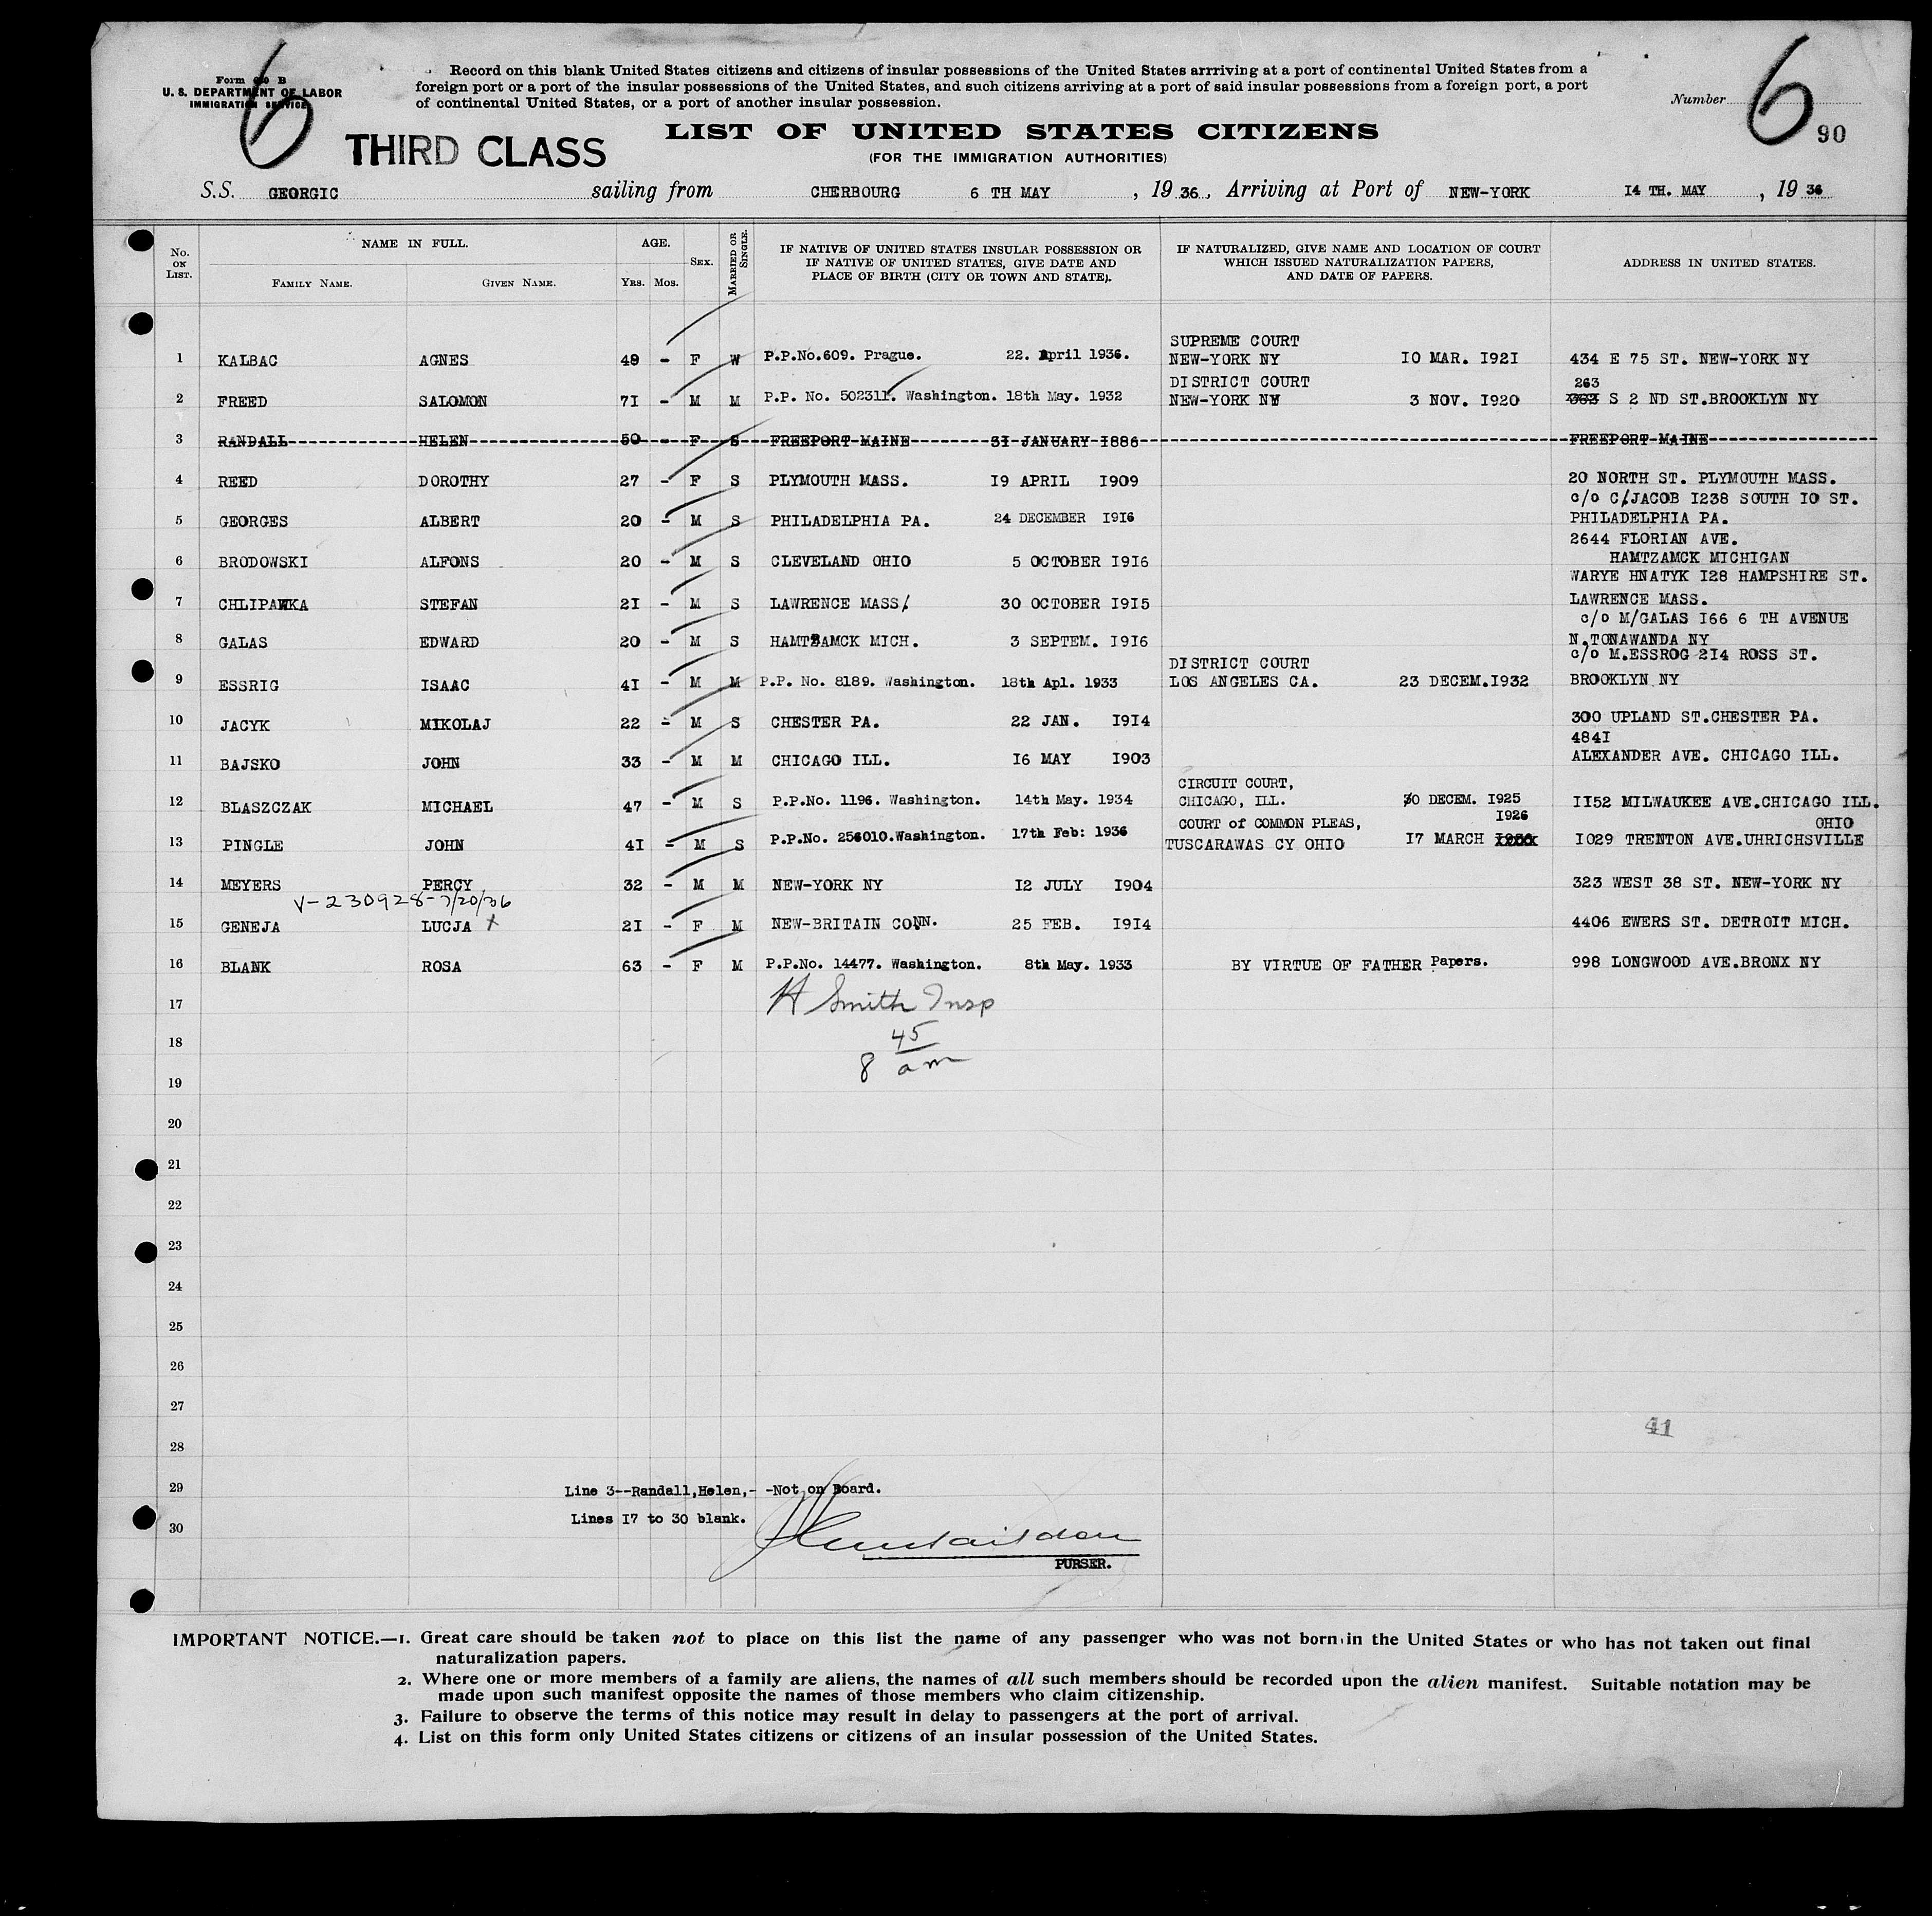 6
Form 630 B
U. S. DEPARTMENT OF LABOR
IMMIGRATION SERVICE
Record on this blank United States citizens and citizens of insular possessions of the United States arrriving at a port of continental United States from a
foreign port or a port of the insular possessions of the United States, and such citizens arriving at a port of said insular possessions from a foreign port, a port
of continental United States, or a port of another insular possession.
Number 6
90
THIRD CLASS
LIST OF UNITED STATES CITIZENS
(FOR THE IMMIGRATION AUTHORITIES)
S.S. GEORGIC sailing from CHERBOURG 6 TH MAY , 19 36 , Arriving at Port of NEW-YORK 14 TH. MAY , 19 36
No. ON LIST. NAME IN FULL. FAMILY NAME. GIVEN NAME. AGE. YRS. MOS. SEX. MARRIED OR SINGLE. IF NATIVE OF UNITED STATES INSULAR POSSESSION OR IF NATIVE OF UNITED STATES, GIVE DATE AND PLACE OF BIRTH (CITY OR TOWN AND STATE). IF NATURALIZED, GIVE NAME AND LOCATION OF COURT WHICH ISSUED NATURALIZATION PAPERS, AND DATE OF PAPERS. ADDRESS IN UNITED STATES.
SUPREME COURT
1 KALBAC AGNES 49 - F W P.P.No.609. Prague. 22. April 1936. NEW-YORK NY 10 MAR. 1921 434 E 75 ST. NEW-YORK NY
DISTRICT COURT 263
2 FREED SALOMON 71 - M M P.P. No. 502311. Washington. 18th May. 1932 NEW-YORK NY 3 NOV. 1920 S 2 ND ST.BROOKLYN NY
3 RANDALL HELEN 50 - F S FREEPORT MAINE 31 JANUARY 1886 FREEPORT MAINE
4 REED DOROTHY 27 - F S PLYMOUTH MASS. 19 APRIL 1909 20 NORTH ST. PLYMOUTH MASS.
c/o C/JACOB 1238 SOUTH 10 ST.
5 GEORGES ALBERT 20 - M S PHILADELPHIA PA. 24 DECEMBER 1916 PHILADELPHIA PA.
2644 FLORIAN AVE.
6 BRODOWSKI ALFONS 20 - M S CLEVELAND OHIO 5 OCTOBER 1916 HAMTZAMCK MICHIGAN
WARYE HNATYK 128 HAMPSHIRE ST.
7 CHLIPAWKA STEFAN 21 - M S LAWRENCE MASS. 30 OCTOBER 1915 LAWRENCE MASS.
c/o M/GALAS 166 6 TH AVENUE
8 GALAS EDWARD 20 - M S HAMTZAMCK MICH. 3 SEPTEM. 1916 N.TONAWANDA NY
DISTRICT COURT c/o M.ESSROG 214 ROSS ST.
9 ESSRIG ISAAC 41 - M M P.P. No. 8189. Washington. 18th Apl. 1933 LOS ANGELES CA. 23 DECEM.1932 BROOKLYN NY
10 JACYK MIKOLAJ 22 - M S CHESTER PA. 22 JAN. 1914 300 UPLAND ST.CHESTER PA.
4841
11 BAJSKO JOHN 33 - M M CHICAGO ILL. 16 MAY 1903 ALEXANDER AVE. CHICAGO ILL.
CIRCUIT COURT,
12 BLASZCZAK MICHAEL 47 - M S P.P.No. 1196. Washington. 14th May. 1934 CHICAGO, ILL. 30 DECEM. 1925 1152 MILWAUKEE AVE.CHICAGO ILL.
COURT of COMMON PLEAS, 1926 OHIO
13 PINGLE JOHN 41 - M S P.P.No. 256010.Washington. 17th Feb: 1936 TUSCARAWAS CY OHIO 17 MARCH 1029 TRENTON AVE.UHRICHSVILLE
14 MEYERS PERCY 32 - M M NEW-YORK NY 12 JULY 1904 323 WEST 38 ST. NEW-YORK NY
V-230928-7/20/36
15 GENEJA LUCJA x 21 - F M NEW-BRITAIN CONN. 25 FEB. 1914 4406 EWERS ST. DETROIT MICH.
16 BLANK ROSA 63 - F M P.P.No. 14477. Washington. 8th May. 1933 BY VIRTUE OF FATHER Papers. 998 LONGWOOD AVE.BRONX NY
17 H Smith Insp
18 45
8 am
19
20
21
22
23
24
25
26
27
41
28
29 Line 3--Randall,Helen,- -Not on Board.
Lines 17 to 30 blank.
30
PURSER.
IMPORTANT NOTICE.—1. Great care should be taken not to place on this list the name of any passenger who was not born in the United States or who has not taken out final
naturalization papers.
2. Where one or more members of a family are aliens, the names of all such members should be recorded upon the alien manifest. Suitable notation may be
made upon such manifest opposite the names of those members who claim citizenship.
3. Failure to observe the terms of this notice may result in delay to passengers at the port of arrival.
4. List on this form only United States citizens or citizens of an insular possession of the United States.